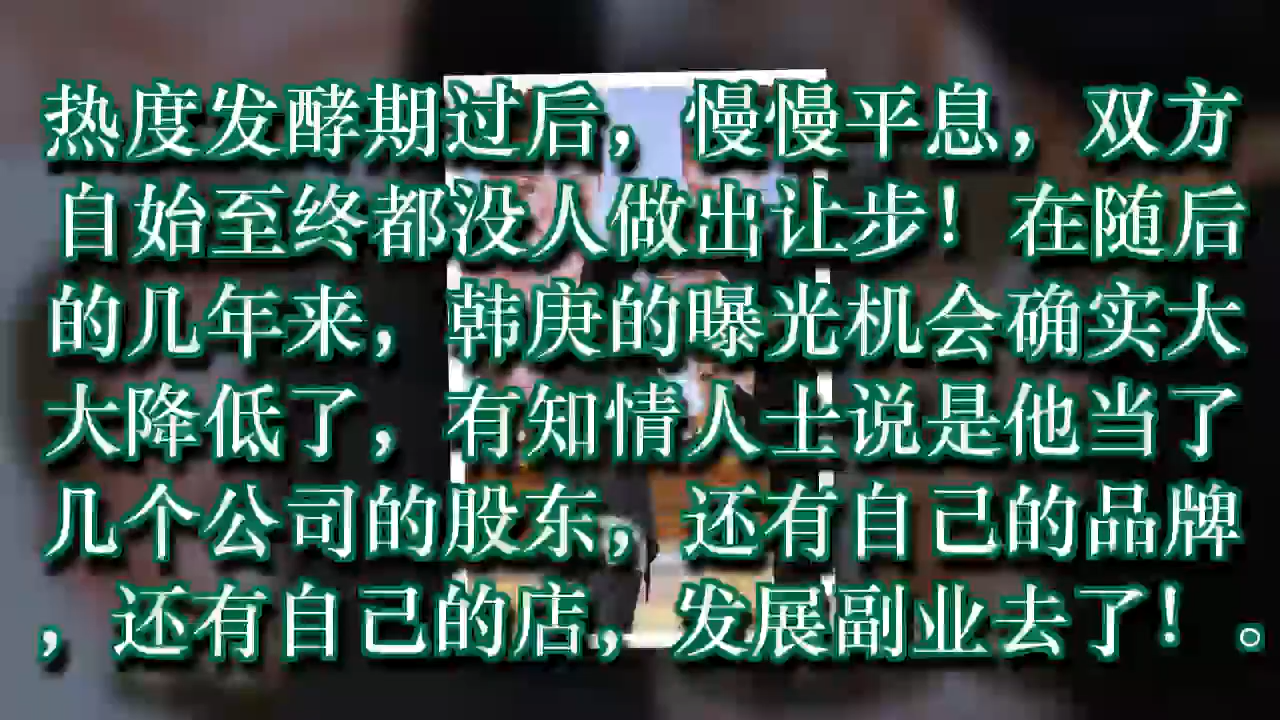 热度发酵期过后，慢慢平息，双方
自始至终都没人做出让步！在随后
的几年来，韩庚的曝光机会确实大
大降低了，有知情人士说是他当了
几个公司的股东，还有自己的品牌
，还有自己的店，发展副业去了！。